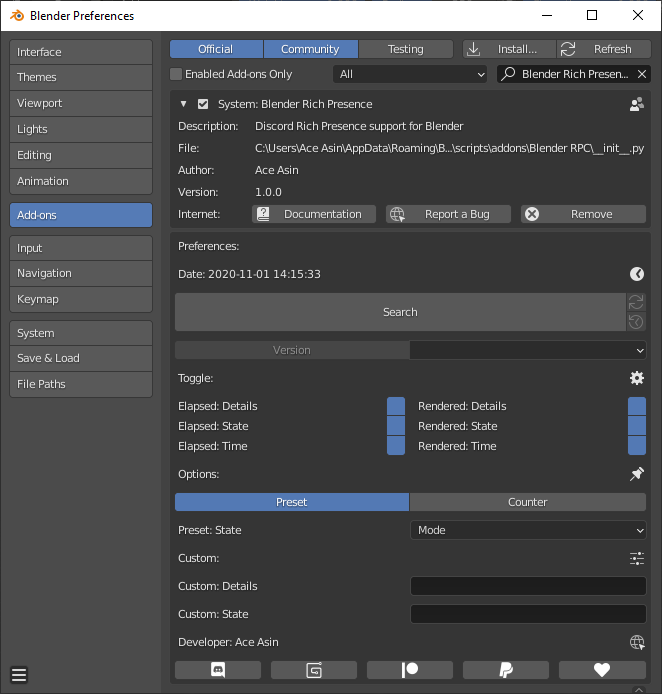 Blender Preferences
Interface
Themes
Viewport
Lights
Editing
Animation
Add-ons
Input
Navigation
Keymap
System
Save & Load
File Paths
Official Community Testing Install... Refresh
Enabled Add-ons Only All Blender Rich Presen...
System: Blender Rich Presence
Description: Discord Rich Presence support for Blender
File: C:\Users\Ace Asin\AppData\Roaming\B...\scripts\addons\Blender RPC\__init__.py
Author: Ace Asin
Version: 1.0.0
Internet: Documentation Report a Bug Remove
Preferences:
Date: 2020-11-01 14:15:33
Search
Version
Toggle:
Elapsed: Details Rendered: Details
Elapsed: State Rendered: State
Elapsed: Time Rendered: Time
Options:
Preset Counter
Preset: State Mode
Custom:
Custom: Details
Custom: State
Developer: Ace Asin